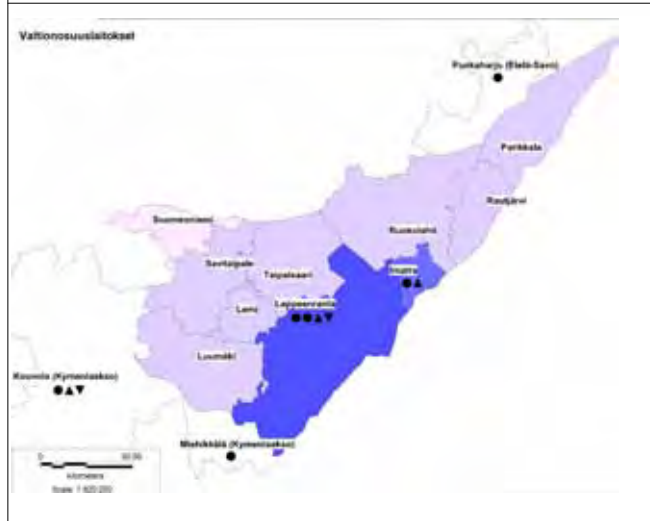 Valtionosuuslaitokset
Punkaharju (Etelä-Savo)
Parikkala
Rautjärvi
Suomenniemi
Ruokolahti
Savitaipale
Taipalsaari
Imatra
Lemi
Lappeenranta
Luumäki
Kouvola (Kymenlaakso)
Miehikkälä (Kymenlaakso)
0
kilometers